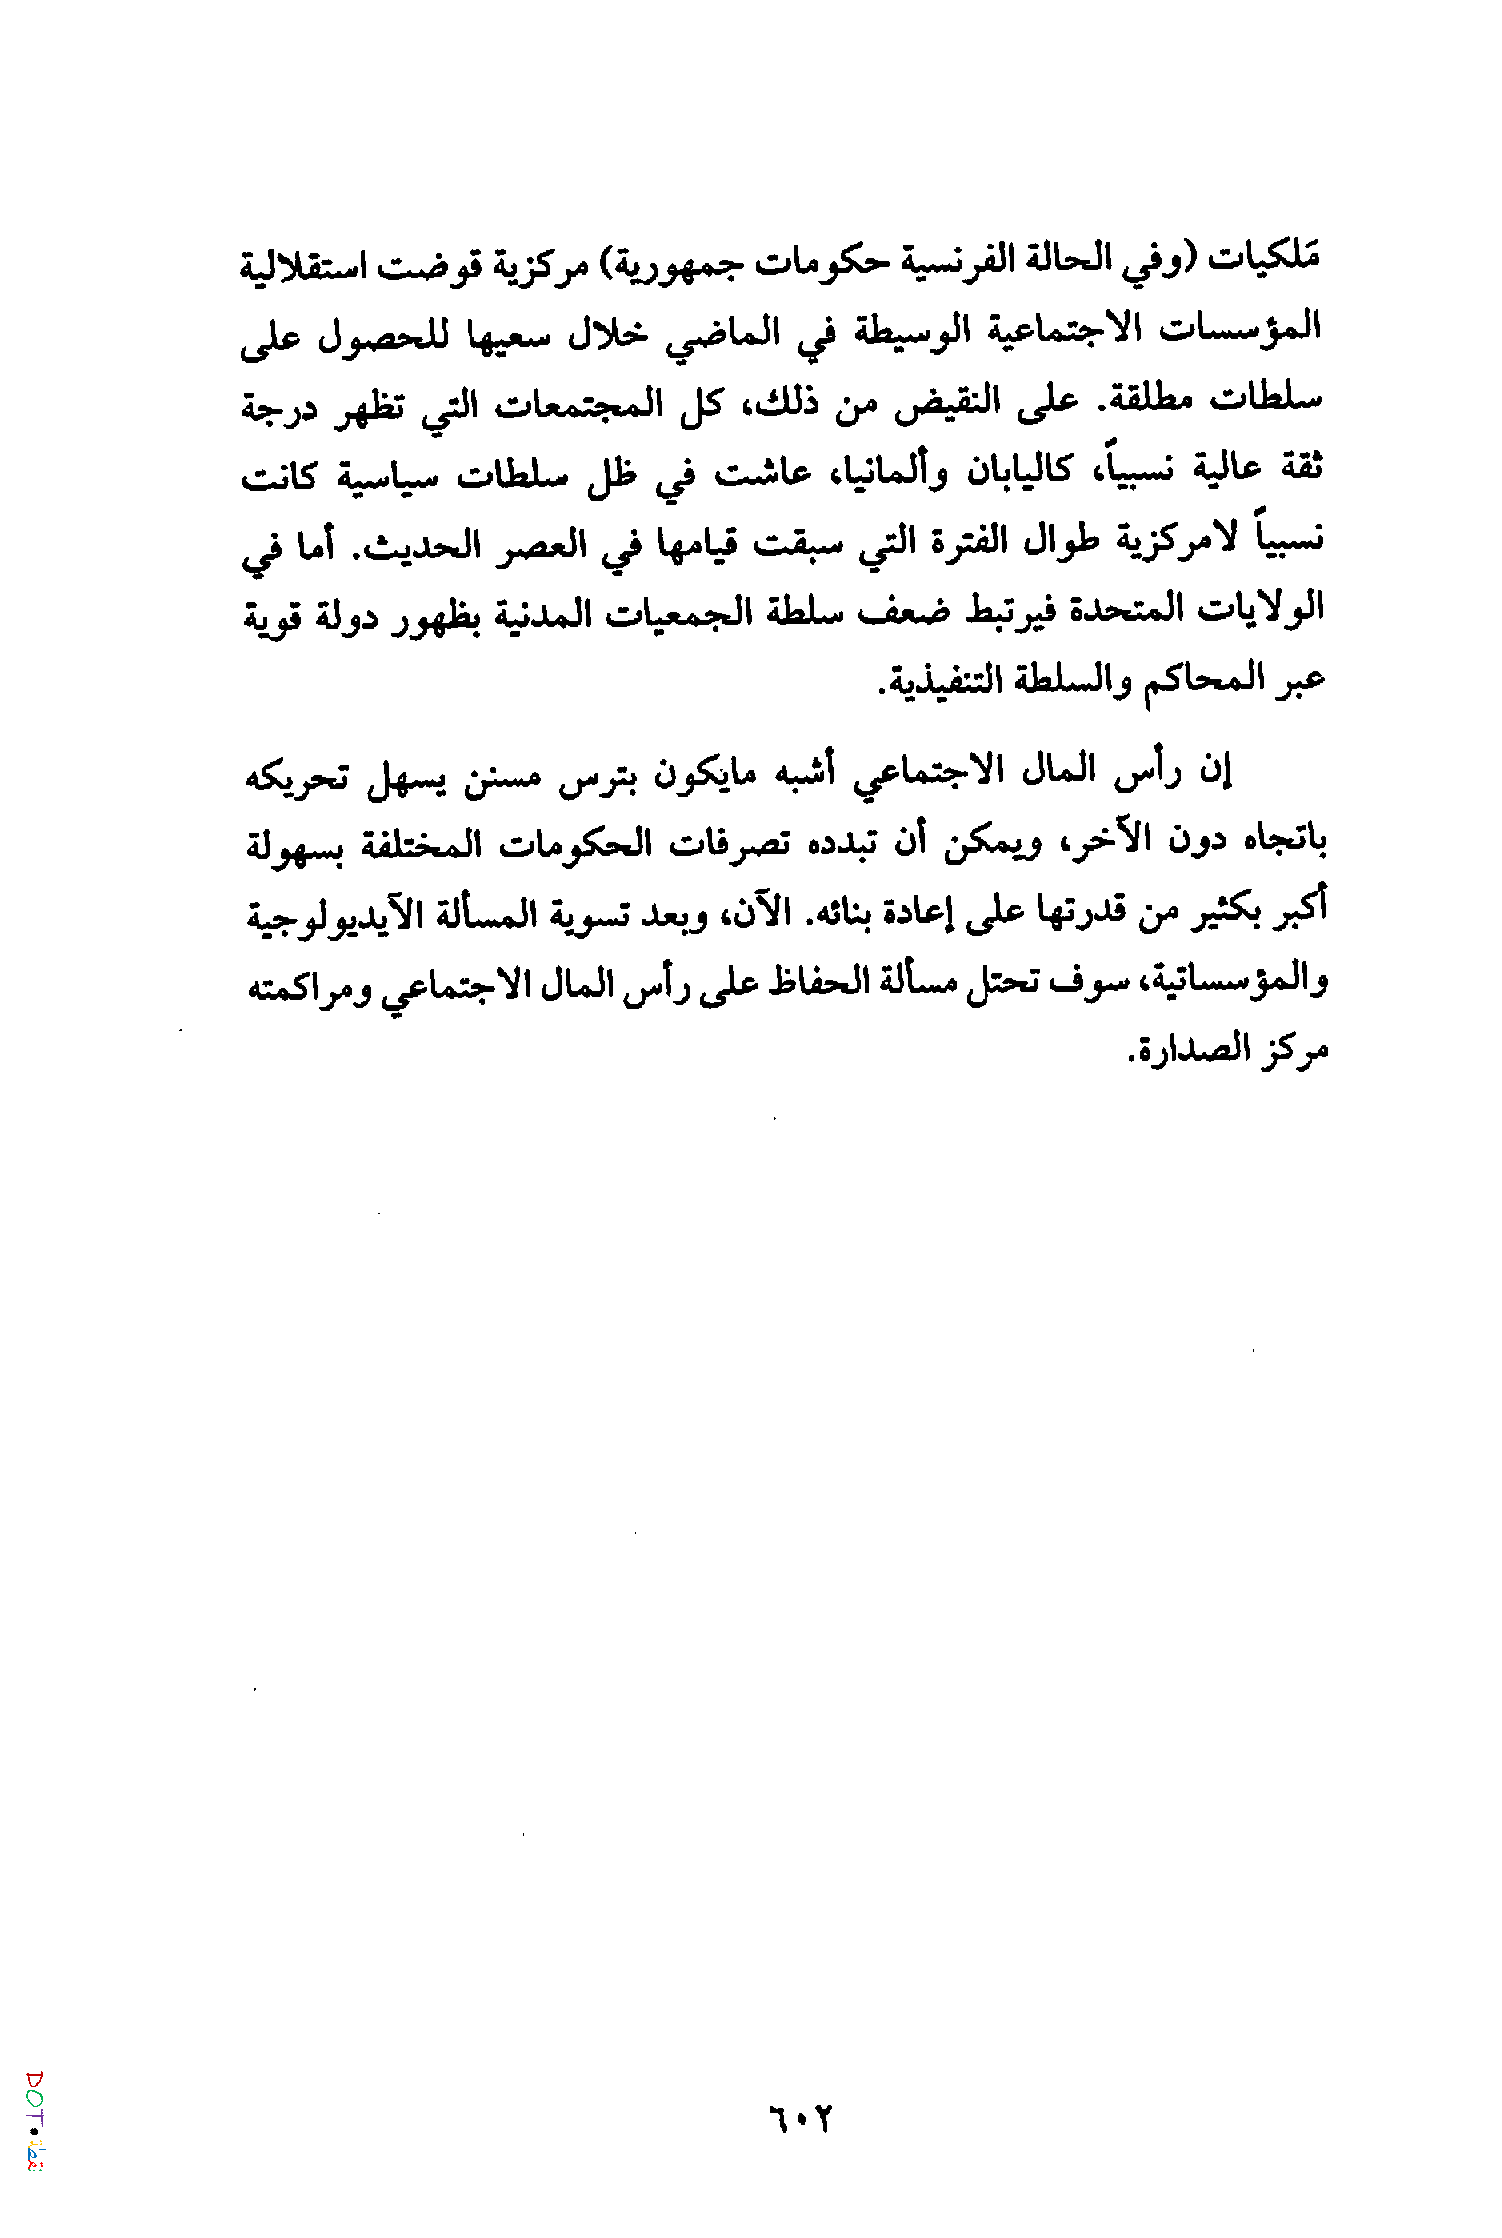 مَلكيات (وفي الحالة الفرنسية حكومات جمهورية) مركزية قوضت استقلالية
المؤسسات الاجتماعية الوسيطة في الماضي خلال سعيها للحصول على
سلطات مطلقة. على النقيض من ذلك، كل المجتمعات التي تظهر درجة
ثقة عالية نسبياً، كاليابان وألمانيا، عاشت في ظل سلطات سياسية كانت
نسبياً لامركزية طوال الفترة التي سبقت قيامها في العصر الحديث. أما في
الولايات المتحدة فيرتبط ضعف سلطة الجمعيات المدنية بظهور دولة قوية
عبر المحاكم والسلطة التنفيذية.
إن رأس المال الاجتماعي أشبه مايكون بترس مسنن يسهل تحريكه
باتجاه دون الآخر، ويمكن أن تبدده تصرفات الحكومات المختلفة بسهولة
أكبر بكثير من قدرتها على إعادة بنائه. الآن، وبعد تسوية المسألة الآيديولوجية
والمؤسساتية، سوف تحتل مسألة الحفاظ على رأس المال الاجتماعي ومراكمته
مركز الصدارة.
٦٠٢
DOT•نقطة